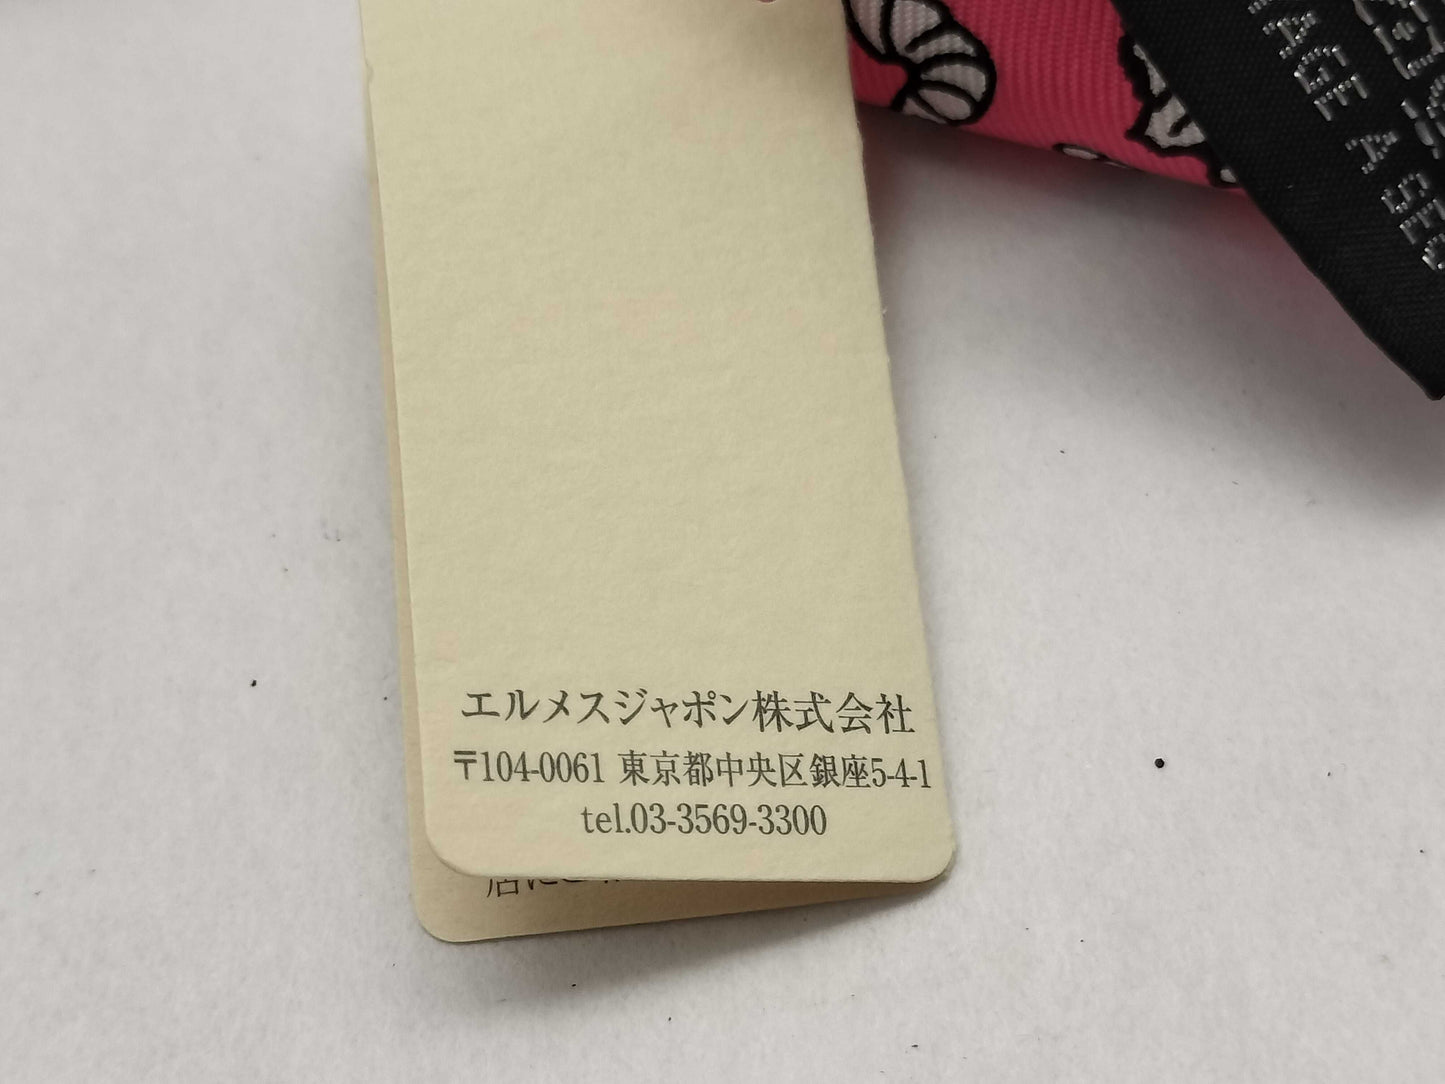 エルメスジャポン株式会社
〒104-0061 東京都中央区銀座5-4-1
tel.03-3569-3300
A SEC